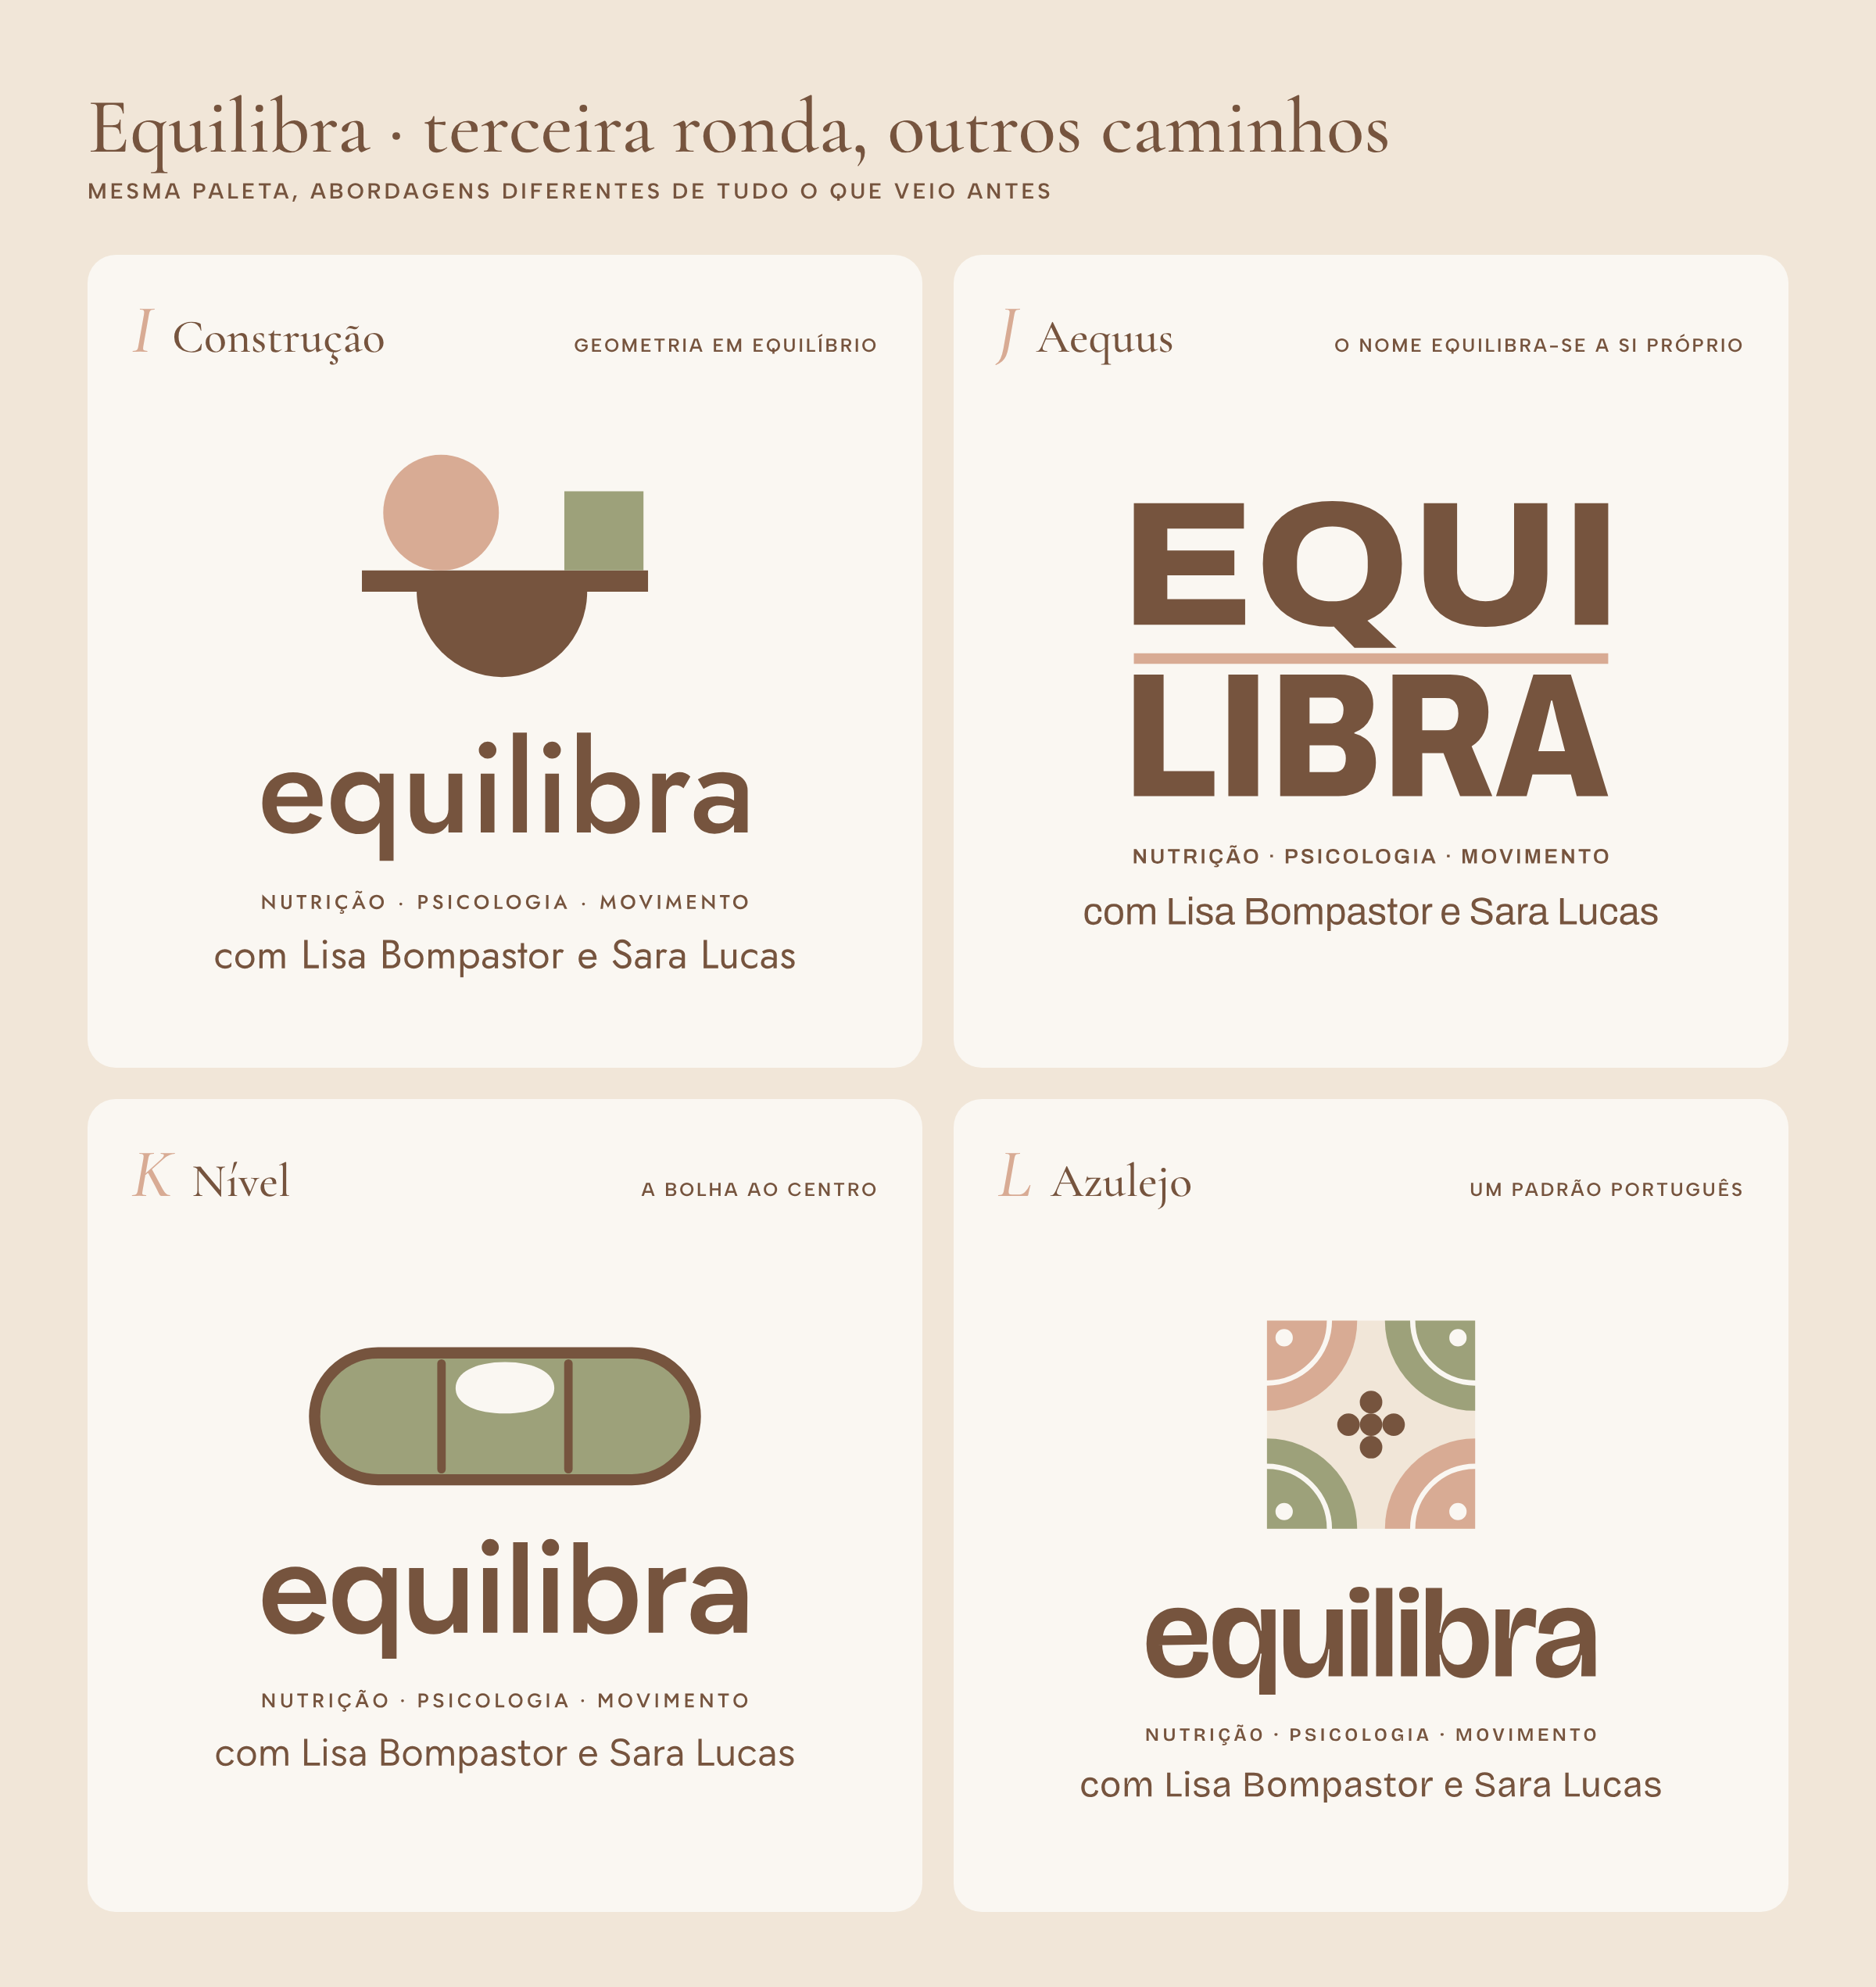 Equilibra · terceira ronda, outros caminhos
MESMA PALETA, ABORDAGENS DIFERENTES DE TUDO O QUE VEIO ANTES
I Construção
GEOMETRIA EM EQUILÍBRIO
equilibra
NUTRIÇÃO · PSICOLOGIA · MOVIMENTO
com Lisa Bompastor e Sara Lucas
J Aequus
O NOME EQUILIBRA-SE A SI PRÓPRIO
EQUI
LIBRA
NUTRIÇÃO · PSICOLOGIA · MOVIMENTO
com Lisa Bompastor e Sara Lucas
K Nível
A BOLHA AO CENTRO
equilibra
NUTRIÇÃO · PSICOLOGIA · MOVIMENTO
com Lisa Bompastor e Sara Lucas
L Azulejo
UM PADRÃO PORTUGUÊS
equilibra
NUTRIÇÃO · PSICOLOGIA · MOVIMENTO
com Lisa Bompastor e Sara Lucas